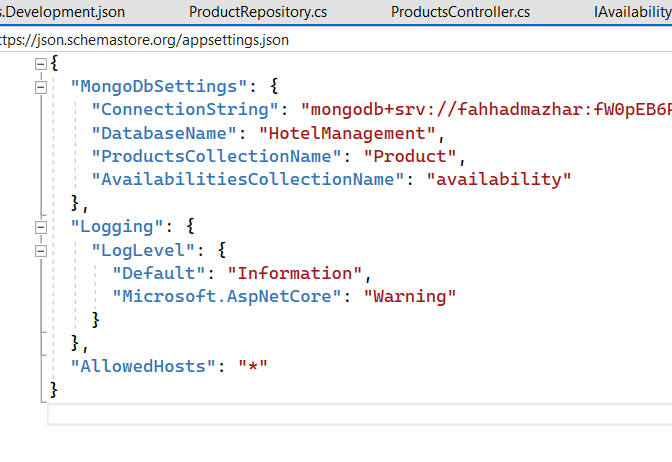 s.Development.json ProductRepository.cs ProductsController.cs IAvailability
ttps://json.schemastore.org/appsettings.json
{
"MongoDbSettings": {
"ConnectionString": "mongodb+srv://fahhadmazhar:fW0pEB6
"DatabaseName": "HotelManagement",
"ProductsCollectionName": "Product",
"AvailabilitiesCollectionName": "availability"
},
"Logging": {
"LogLevel": {
"Default": "Information",
"Microsoft.AspNetCore": "Warning"
}
},
"AllowedHosts": "*"
}